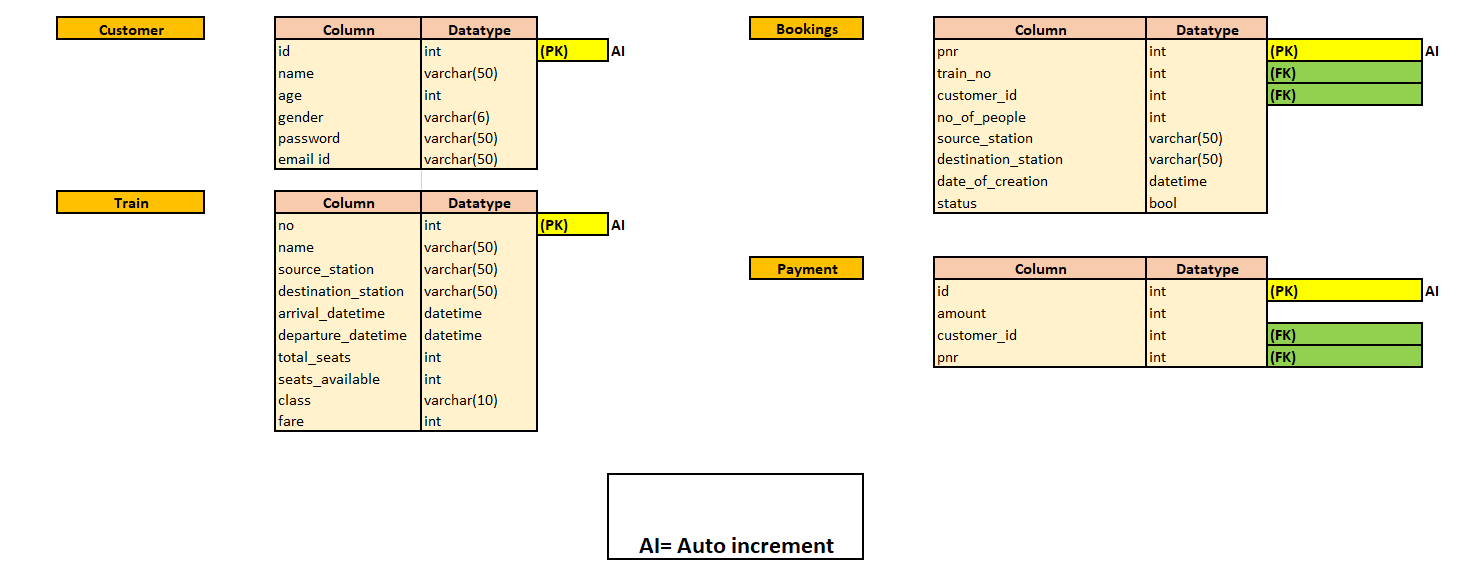 Customer
Column Datatype
id int (PK) AI
name varchar(50)
age int
gender varchar(6)
password varchar(50)
email id varchar(50)
Train
Column Datatype
no int (PK) AI
name varchar(50)
source_station varchar(50)
destination_station varchar(50)
arrival_datetime datetime
departure_datetime datetime
total_seats int
seats_available int
class varchar(10)
fare int
Bookings
Column Datatype
pnr int (PK) AI
train_no int (FK)
customer_id int (FK)
no_of_people int
source_station varchar(50)
destination_station varchar(50)
date_of_creation datetime
status bool
Payment
Column Datatype
id int (PK) AI
amount int
customer_id int (FK)
pnr int (FK)
AI= Auto increment